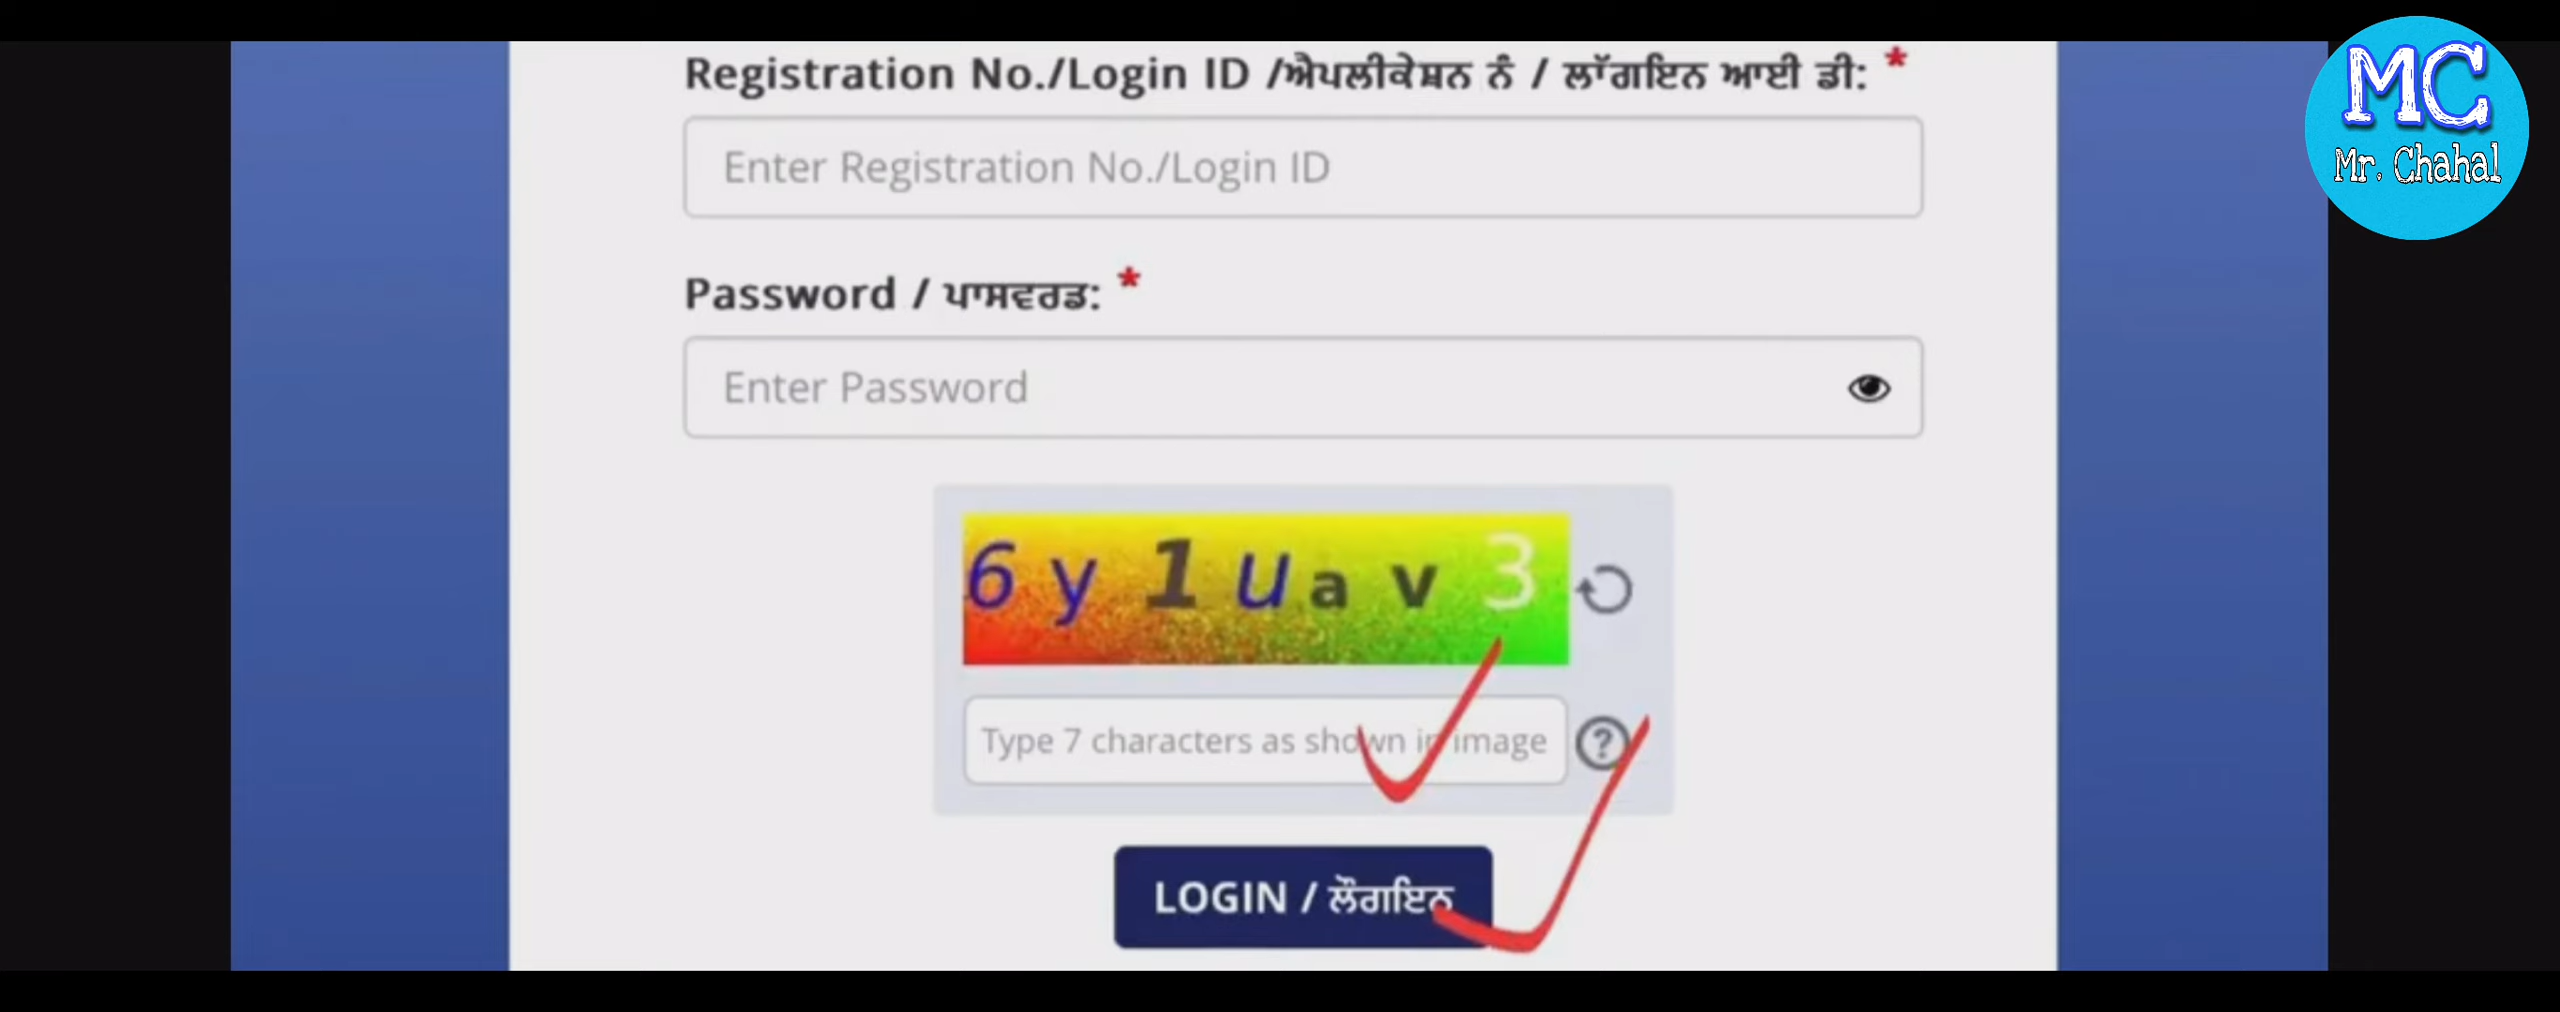 Registration No./Login ID /ਐਪਲੀਕੇਸ਼ਨ ਨੰ / ਲਾੱਗਇਨ ਆਈ ਡੀ: *
Enter Registration No./Login ID
Password / ਪਾਸਵਰਡ: *
Enter Password
6 y 1 u a v 3
Type 7 characters as shown in image
?
LOGIN / ਲੌਗਇਨ
MC
Mr. Chahal